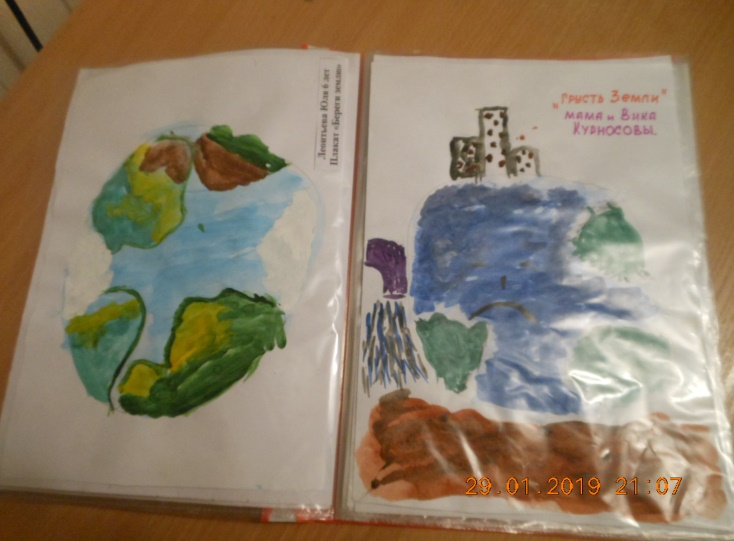 Леонтьева Юля 6 лет
Плакат «Береги землю»
„Грусть Земли"
мама и Вика
Курносовы.
29.01.2019 21:07